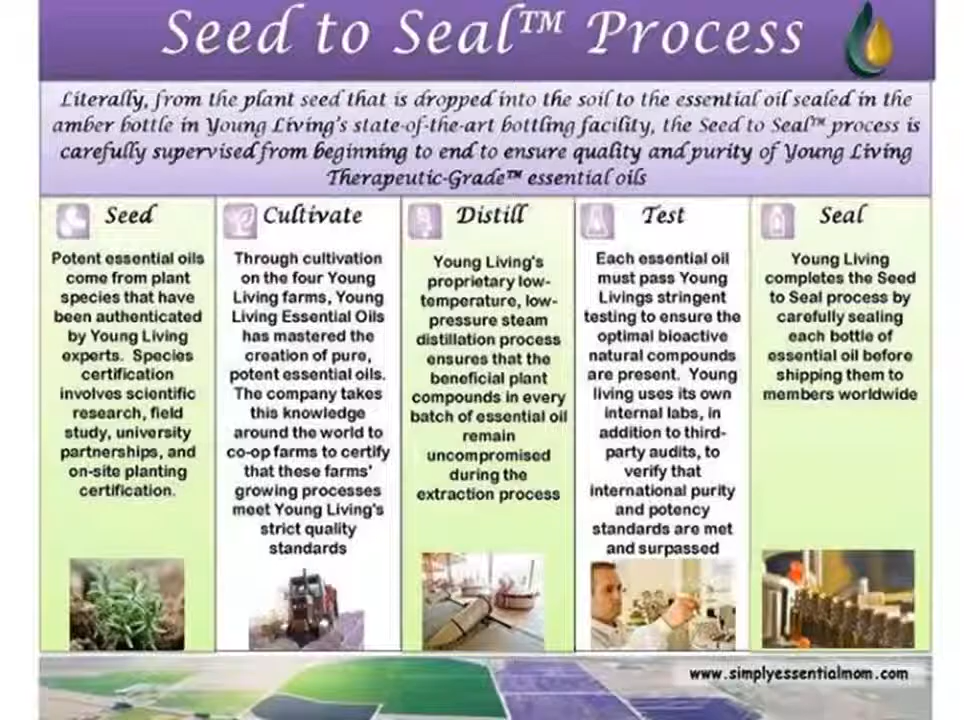 Seed to Seal™ Process
Literally, from the plant seed that is dropped into the soil to the essential oil sealed in the
amber bottle in Young Living's state-of-the-art bottling facility, the Seed to Seal™ process is
carefully supervised from beginning to end to ensure quality and purity of Young Living
Therapeutic-Grade™ essential oils
Seed
Potent essential oils
come from plant
species that have
been authenticated
by Young Living
experts. Species
certification
involves scientific
research, field
study, university
partnerships, and
on-site planting
certification.
Cultivate
Through cultivation
on the four Young
Living farms, Young
Living Essential Oils
has mastered the
creation of pure,
potent essential oils.
The company takes
this knowledge
around the world to
co-op farms to certify
that these farms'
growing processes
meet Young Living's
strict quality
standards
Distill
Young Living's
proprietary low-
temperature, low-
pressure steam
distillation process
ensures that the
beneficial plant
compounds in every
batch of essential oil
remain
uncompromised
during the
extraction process
Test
Each essential oil
must pass Young
Livings stringent
testing to ensure the
optimal bioactive
natural compounds
are present. Young
living uses its own
internal labs, in
addition to third-
party audits, to
verify that
international purity
and potency
standards are met
and surpassed
Seal
Young Living
completes the Seed
to Seal process by
carefully sealing
each bottle of
essential oil before
shipping them to
members worldwide
www.simplyessentialmom.com